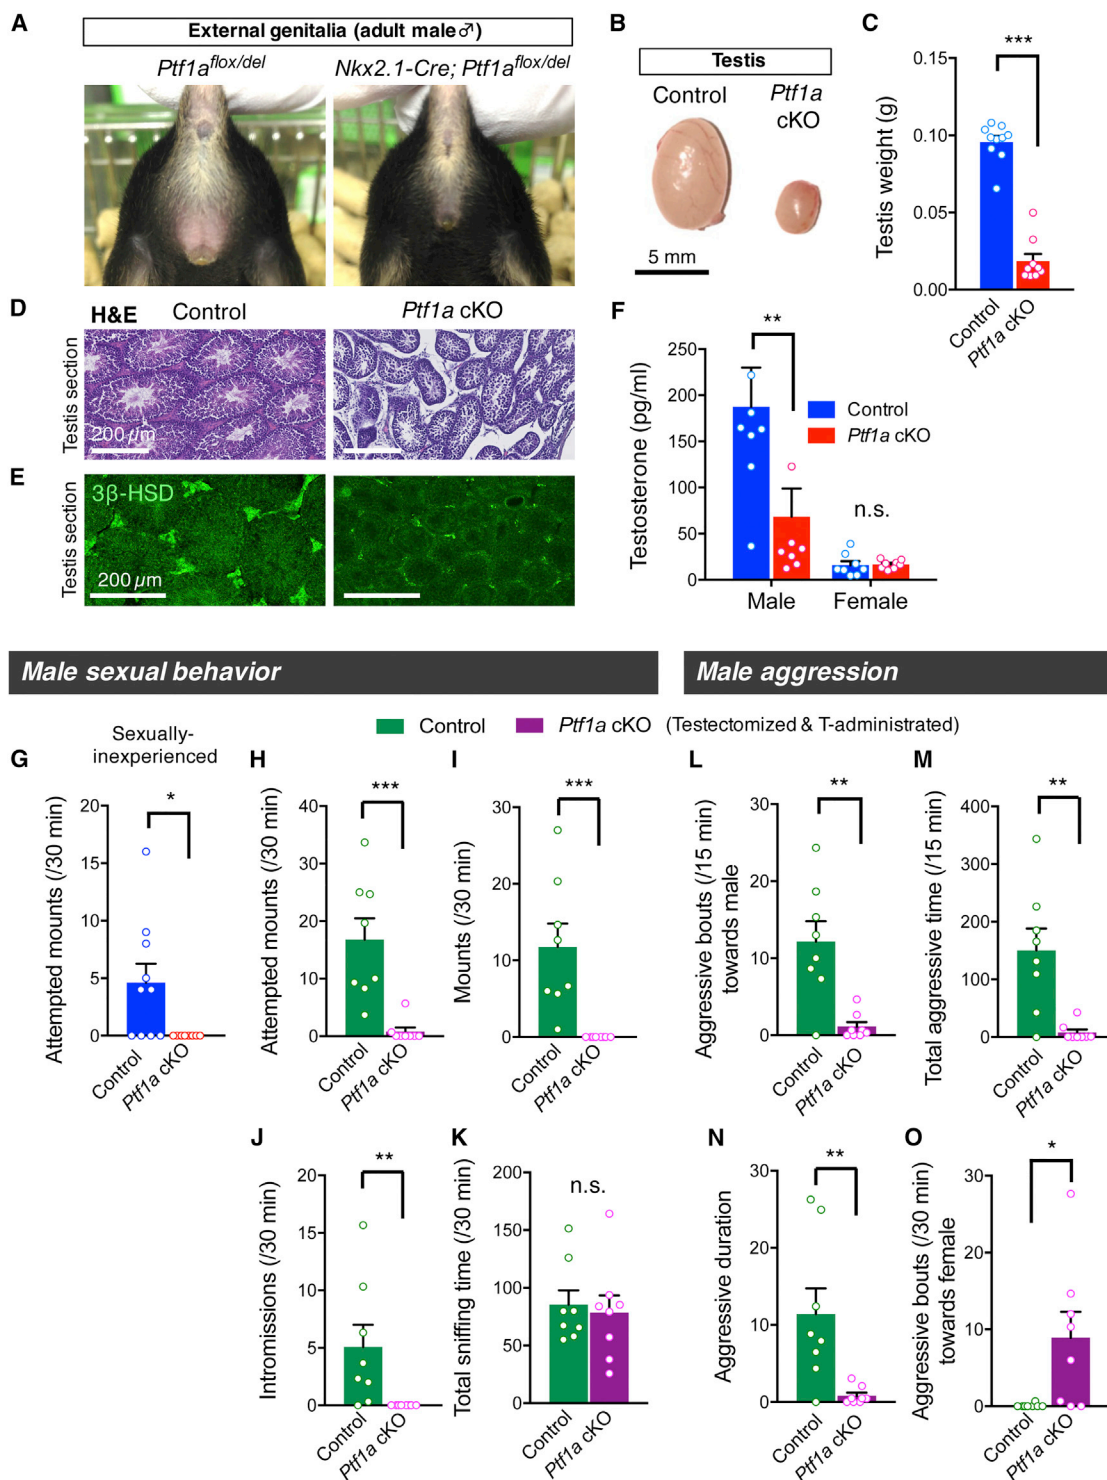 A
External genitalia (adult male♂)
Ptf1a^flox/del
Nkx2.1-Cre; Ptf1a^flox/del
B
Testis
Control
Ptf1a
cKO
5 mm
C
***
Testis weight (g)
0.15
0.10
0.05
0.00
Control
Ptf1a cKO
D
H&E
Control
Ptf1a cKO
Testis section
200 µm
E
3β-HSD
Testis section
200 µm
F
**
Testosterone (pg/ml)
250
200
150
100
50
0
Control
Ptf1a cKO
n.s.
Male
Female
Male sexual behavior
Male aggression
Control
Ptf1a cKO (Testectomized & T-administrated)
G
Sexually-
inexperienced
*
Attempted mounts (/30 min)
20
15
10
5
0
Control
Ptf1a cKO
H
***
Attempted mounts (/30 min)
40
30
20
10
0
Control
Ptf1a cKO
I
***
Mounts (/30 min)
30
20
10
0
Control
Ptf1a cKO
L
**
Aggressive bouts (/15 min)
towards male
30
20
10
0
Control
Ptf1a cKO
M
**
Total aggressive time (/15 min)
400
300
200
100
0
Control
Ptf1a cKO
J
**
Intromissions (/30 min)
20
15
10
5
0
Control
Ptf1a cKO
K
n.s.
Total sniffing time (/30 min)
200
150
100
50
0
Control
Ptf1a cKO
N
**
Aggressive duration
30
20
10
0
Control
Ptf1a cKO
O
*
Aggressive bouts (/30 min)
towards female
30
20
10
0
Control
Ptf1a cKO